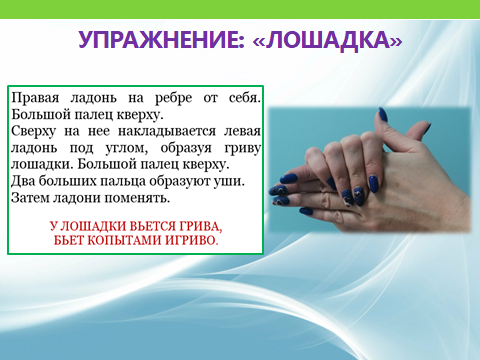 УПРАЖНЕНИЕ: «ЛОШАДКА»
Правая ладонь на ребре от себя.
Большой палец кверху.
Сверху на нее накладывается левая
ладонь под углом, образуя гриву
лошадки. Большой палец кверху.
Два больших пальца образуют уши.
Затем ладони поменять.
У ЛОШАДКИ ВЬЕТСЯ ГРИВА,
БЬЕТ КОПЫТАМИ ИГРИВО.